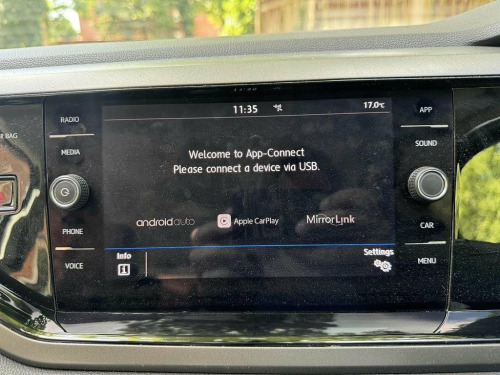 11:35 17.0°c
RADIO
APP
SOUND
MEDIA
Welcome to App-Connect
Please connect a device via USB.
androidauto Apple CarPlay MirrorLink
PHONE
CAR
VOICE
MENU
Info
Settings
R BAG